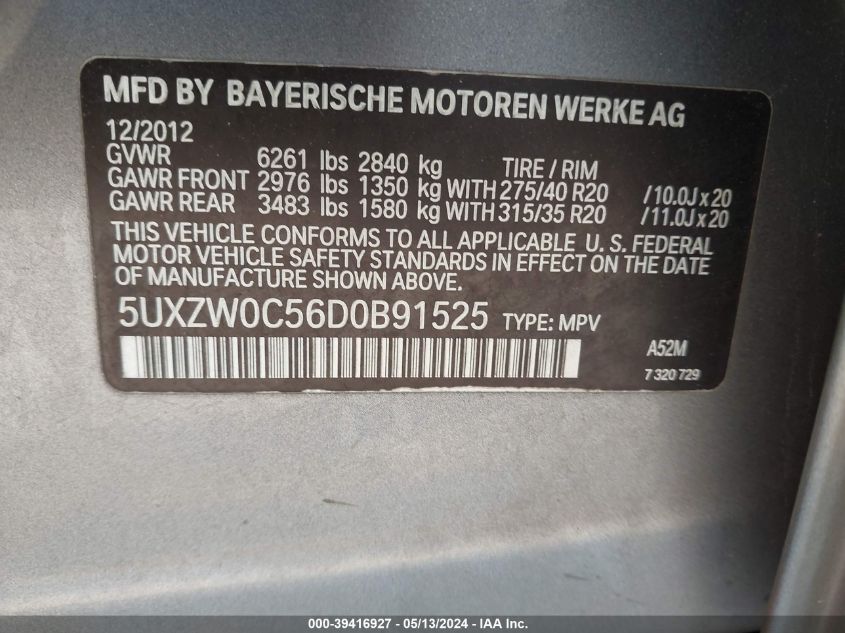 MFD BY BAYERISCHE MOTOREN WERKE AG
12/2012
GVWR 6261 lbs 2840 kg TIRE / RIM
GAWR FRONT 2976 lbs 1350 kg WITH 275/40 R20 /10.0J x 20
GAWR REAR 3483 lbs 1580 kg WITH 315/35 R20 /11.0J x 20
THIS VEHICLE CONFORMS TO ALL APPLICABLE U. S. FEDERAL
MOTOR VEHICLE SAFETY STANDARDS IN EFFECT ON THE DATE
OF MANUFACTURE SHOWN ABOVE.
5UXZW0C56D0B91525 TYPE: MPV
A52M
7 320 729
000-39416927 - 05/13/2024 - IAA Inc.